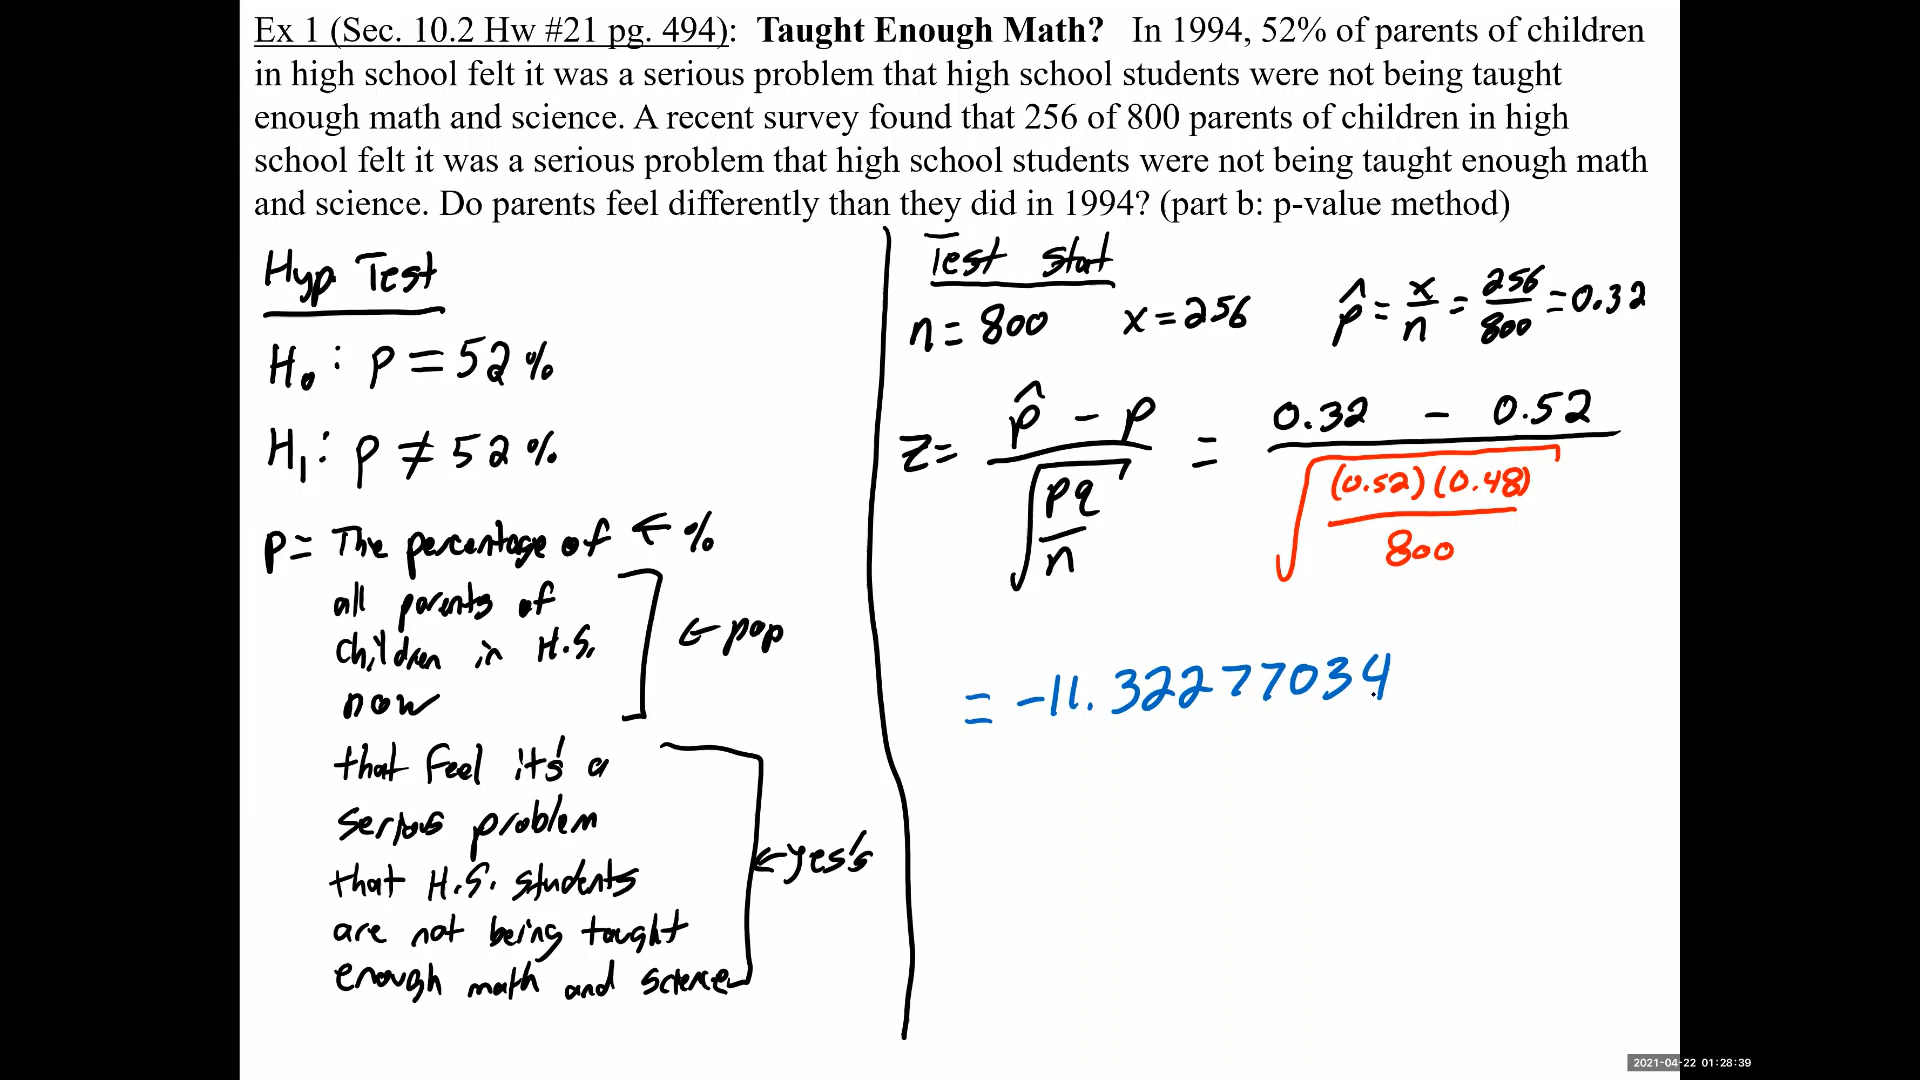 Ex 1 (Sec. 10.2 Hw #21 pg. 494): Taught Enough Math? In 1994, 52% of parents of children
in high school felt it was a serious problem that high school students were not being taught
enough math and science. A recent survey found that 256 of 800 parents of children in high
school felt it was a serious problem that high school students were not being taught enough math
and science. Do parents feel differently than they did in 1994? (part b: p-value method)
Hyp Test
H₀: p = 52%
H₁: p ≠ 52%
p = The percentage of ← %
all parents of
children in H.S.
now
← pop
that feel it's a
serious problem
that H.S. students
are not being taught
enough math and science
← yes's
Test Stat
n = 800 x = 256 p̂ = x/n = 256/800 = 0.32
z = (p̂ - p)/√(pq/n) = (0.32 - 0.52)/√((0.52)(0.48)/800)
= -11.32277034
2021-04-22 01:28:39